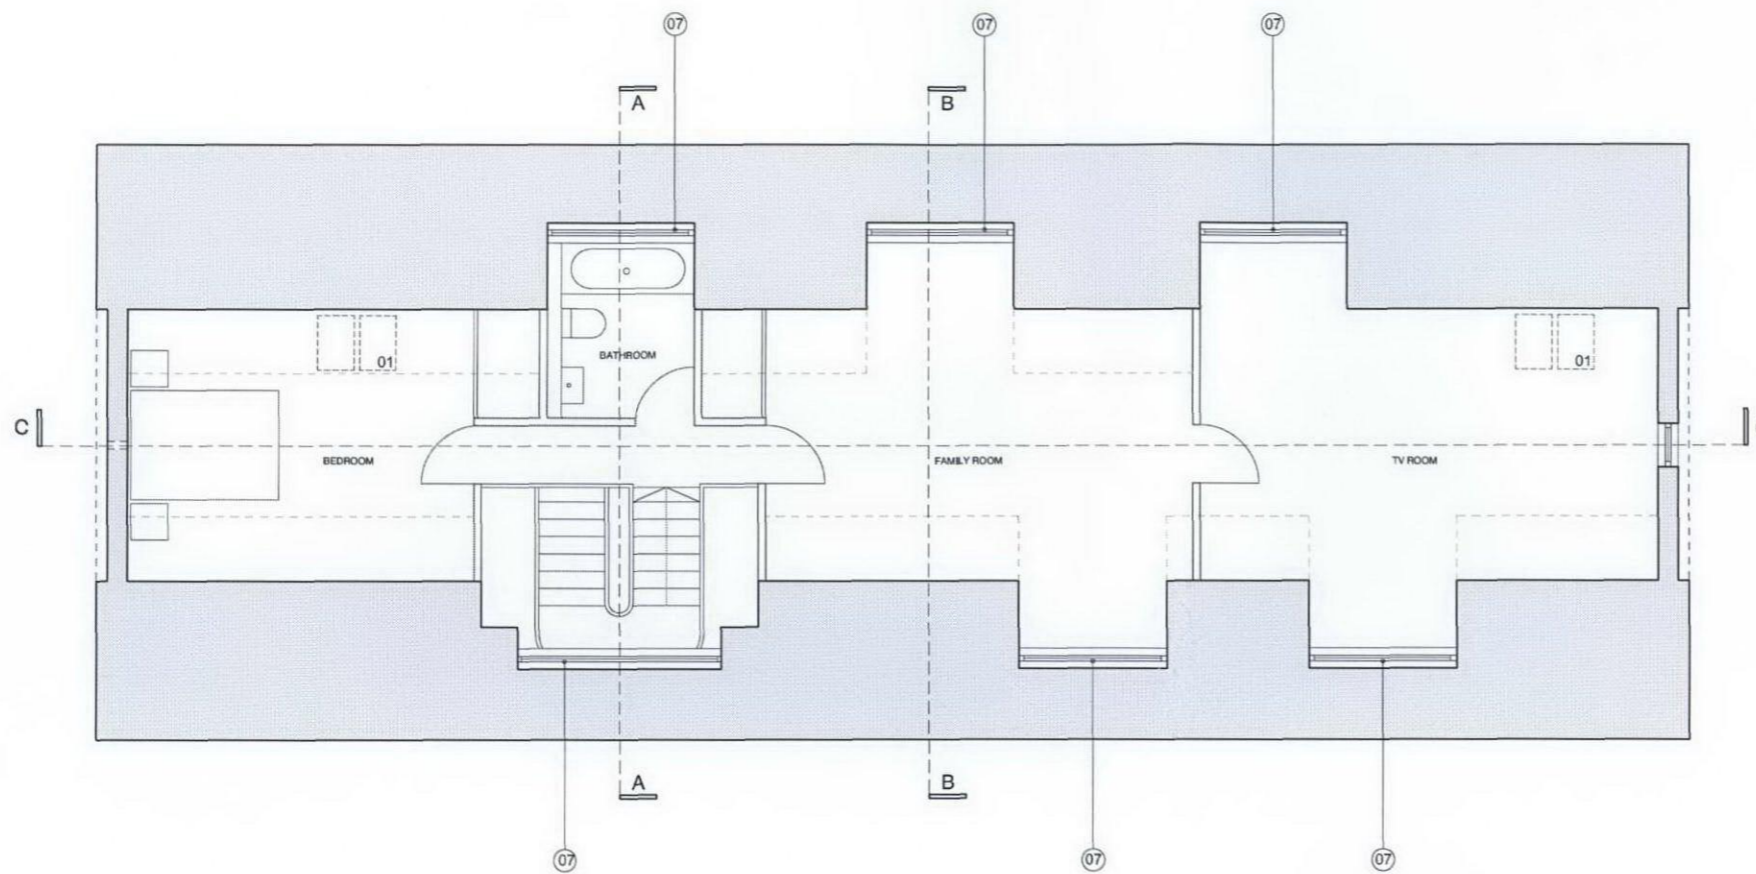 07 07 07
A B
BATHROOM
01 01
C
BEDROOM FAMILY ROOM TV ROOM
A B
07 07 07